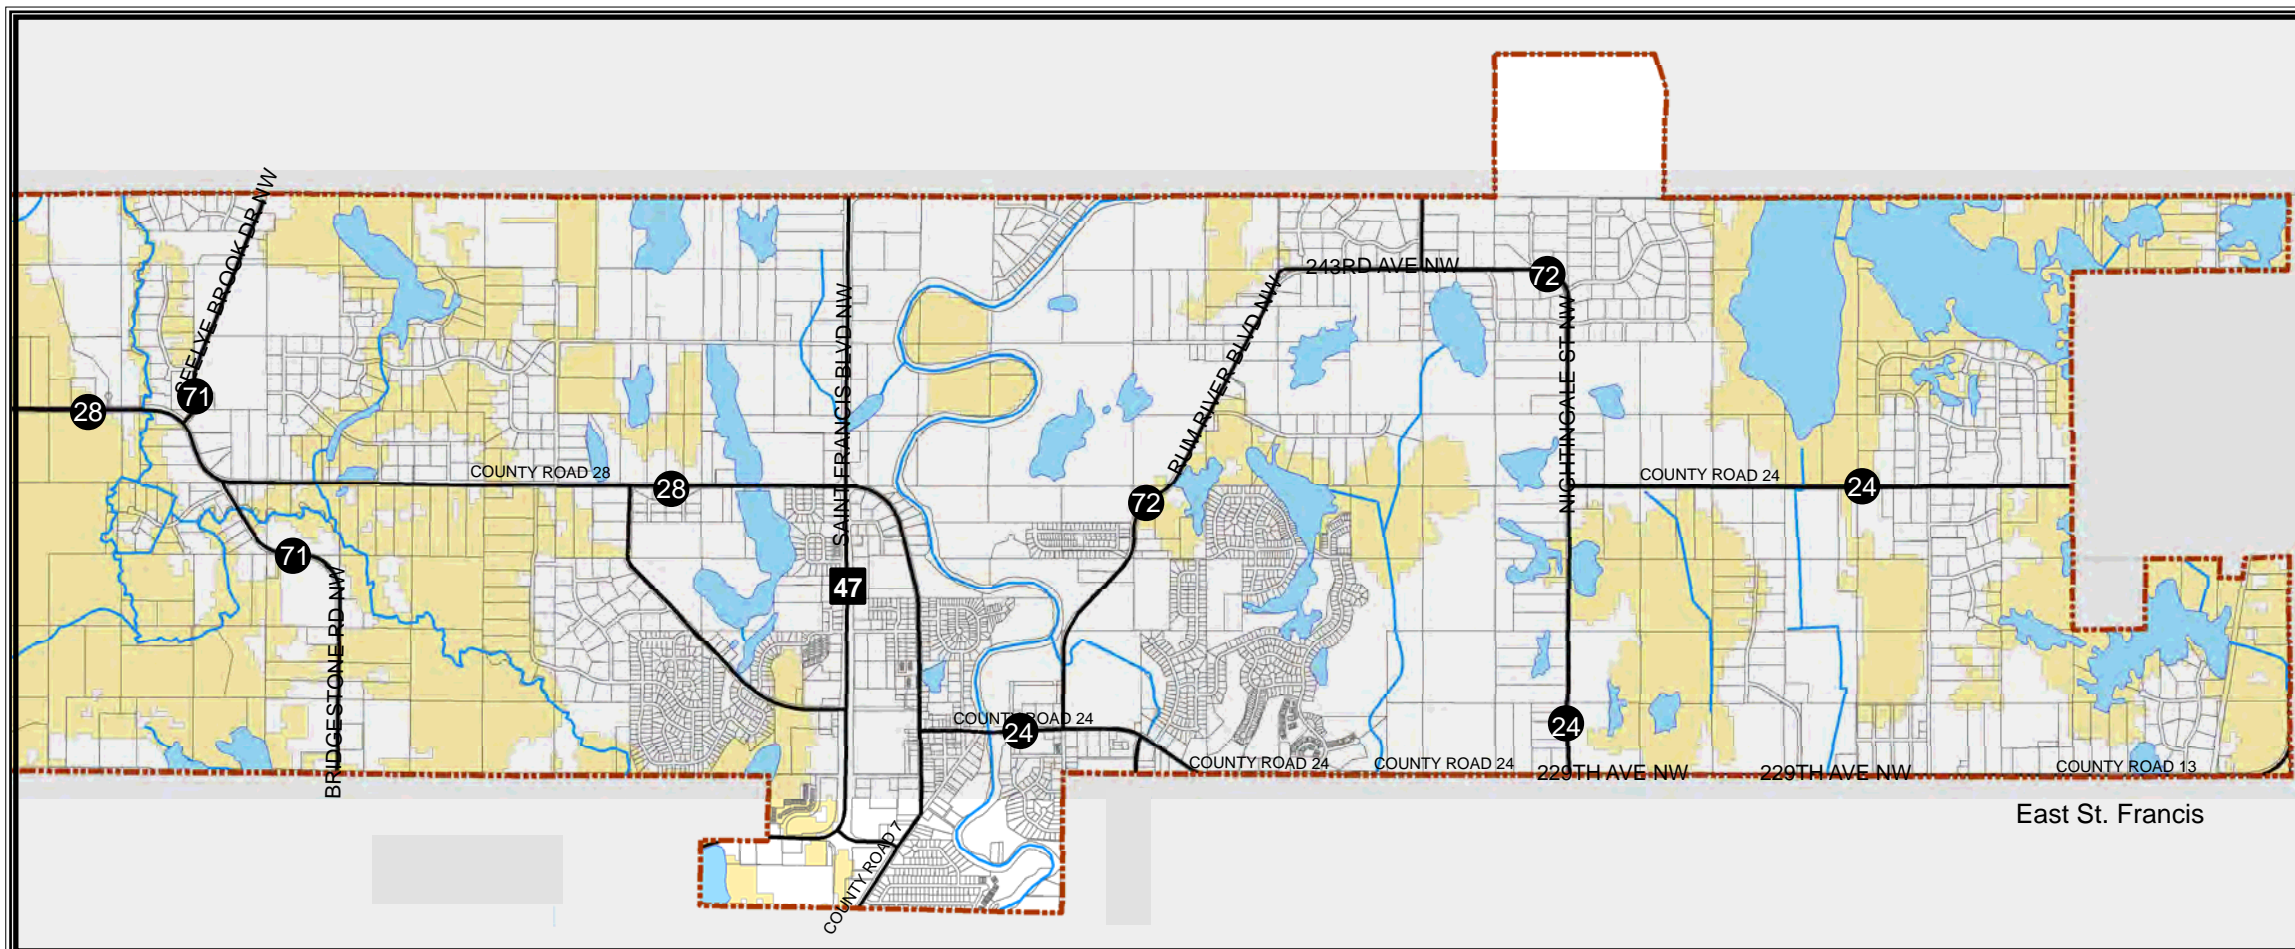 SEELYE BROOK DR NW
243RD AVE NW
72
SAINT FRANCIS BLVD NW
RUM RIVER BLVD NW
NIGHTINGALE ST NW
71
28
COUNTY ROAD 28
28
72
COUNTY ROAD 24
24
71
BRIDGESTONE RD NW
47
COUNTY ROAD 24
24
24
COUNTY ROAD 24
COUNTY ROAD 24
229TH AVE NW
229TH AVE NW
COUNTY ROAD 13
East St. Francis
COUNTY ROAD 7